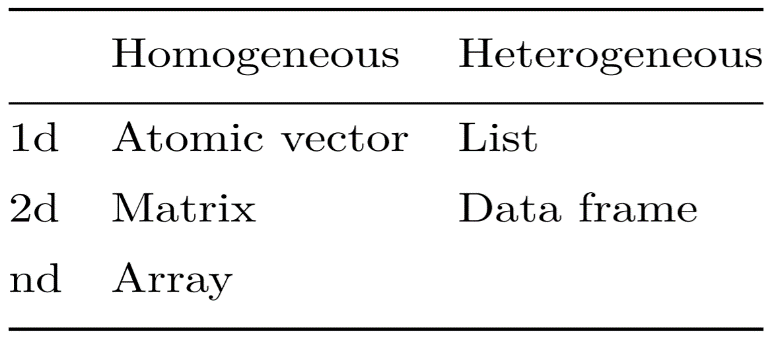 Homogeneous Heterogeneous
1d Atomic vector List
2d Matrix Data frame
nd Array